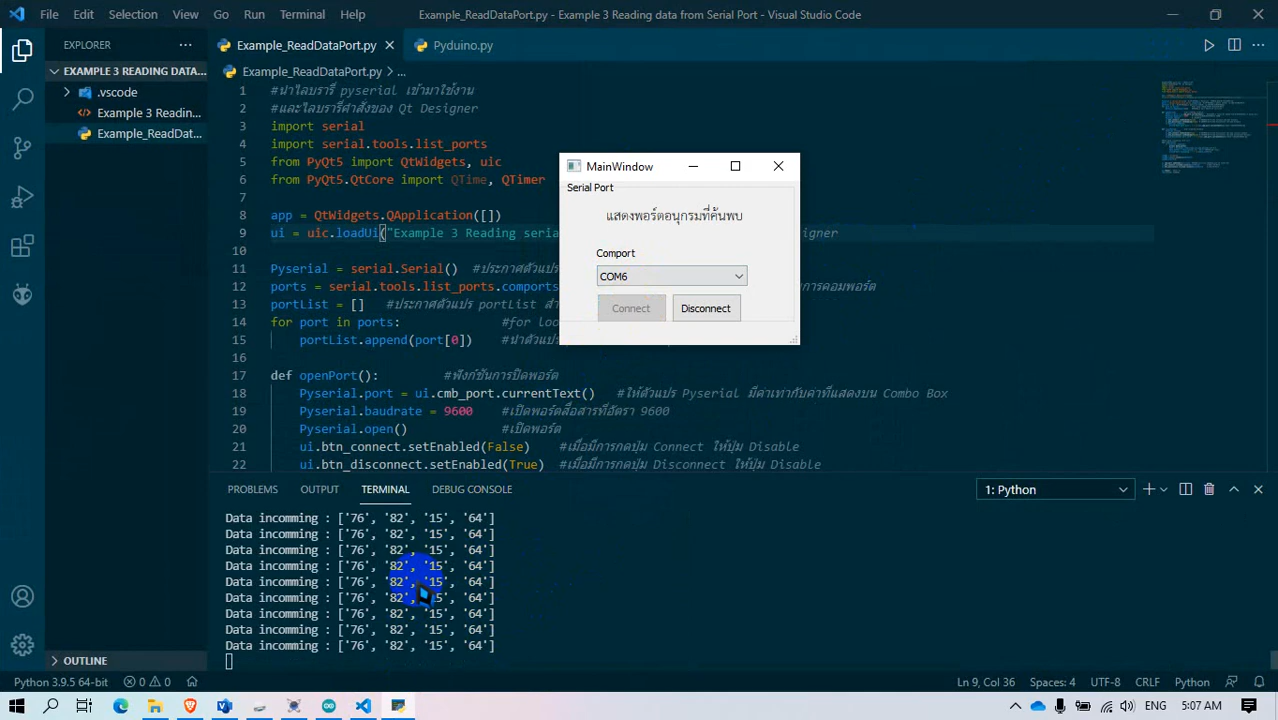 File Edit Selection View Go Run Terminal Help Example_ReadDataPort.py - Example 3 Reading data from Serial Port - Visual Studio Code
EXPLORER
Example_ReadDataPort.py
Pyduino.py
EXAMPLE 3 READING DATA...
Example_ReadDataPort.py > ...
.vscode
Example 3 Readin...
Example_ReadDat...
1 #นำไลบรารี่ pyserial เข้ามาใช้งาน
2 #และไลบรารี่คำสั่งของ Qt Designer
3 import serial
4 import serial.tools.list_ports
5 from PyQt5 import QtWidgets, uic
6 from PyQt5.QtCore import QTime, QTimer
7
8 app = QtWidgets.QApplication([])
9 ui = uic.loadUi("Example 3 Reading seria igner
10
11 Pyserial = serial.Serial() #ประกาศตัวแปร
12 ports = serial.tools.list_ports.comports การคอมพอร์ต
13 portList = [] #ประกาศตัวแปร portList สำ
14 for port in ports: #for loo
15 portList.append(port[0]) #นำตัวแป
16
17 def openPort(): #ฟังก์ชันการปิดพอร์ต
18 Pyserial.port = ui.cmb_port.currentText() #ให้ตัวแปร Pyserial มีค่าเท่ากับค่าที่แสดงบน Combo Box
19 Pyserial.baudrate = 9600 #เปิดพอร์ตสื่อสารที่อัตรา 9600
20 Pyserial.open() #เปิดพอร์ต
21 ui.btn_connect.setEnabled(False) #เมื่อมีการกดปุ่ม Connect ให้ปุ่ม Disable
22 ui.btn_disconnect.setEnabled(True) #เมื่อมีการกดปุ่ม Disconnect ให้ปุ่ม Disable
MainWindow
Serial Port
แสดงพอร์ตอนุกรมที่ค้นพบ
Comport
COM6
Connect Disconnect
PROBLEMS OUTPUT TERMINAL DEBUG CONSOLE 1: Python
Data incomming : ['76', '82', '15', '64']
Data incomming : ['76', '82', '15', '64']
Data incomming : ['76', '82', '15', '64']
Data incomming : ['76', '82', '15', '64']
Data incomming : ['76', '82', '15', '64']
Data incomming : ['76', '82', '15', '64']
Data incomming : ['76', '82', '15', '64']
Data incomming : ['76', '82', '15', '64']
Data incomming : ['76', '82', '15', '64']
OUTLINE
Python 3.9.5 64-bit 0 0 Ln 9, Col 36 Spaces: 4 UTF-8 CRLF Python
ENG 5:07 AM